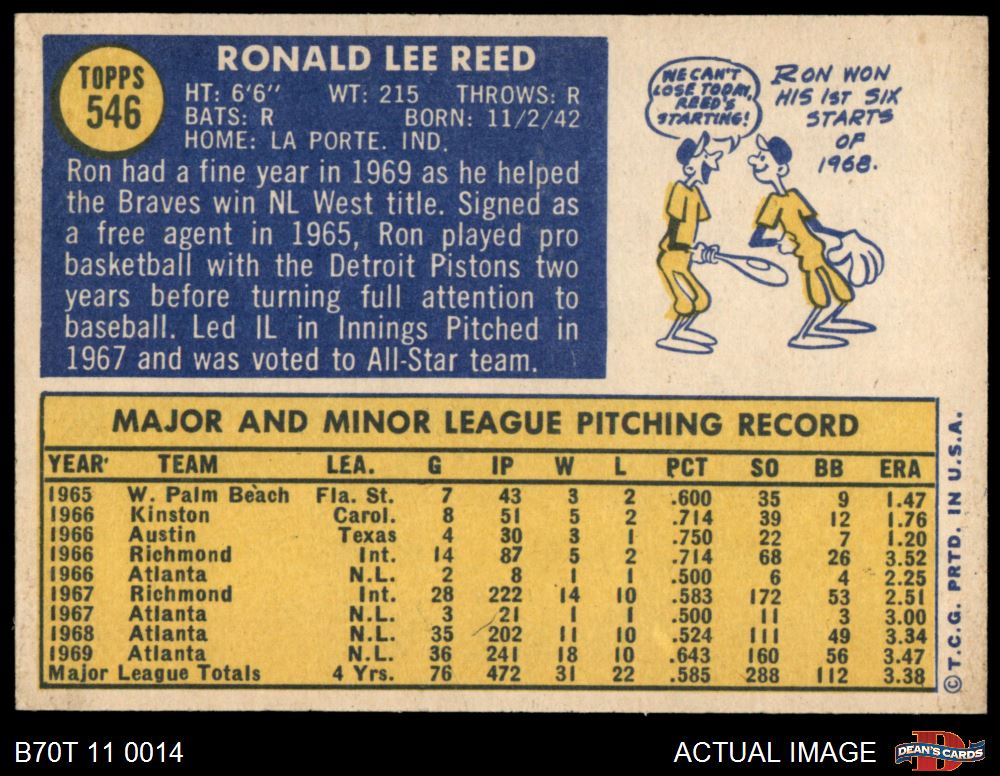 TOPPS
546
RONALD LEE REED
HT: 6'6" WT: 215 THROWS: R
BATS: R BORN: 11/2/42
HOME: LA PORTE. IND.
Ron had a fine year in 1969 as he helped
the Braves win NL West title. Signed as
a free agent in 1965, Ron played pro
basketball with the Detroit Pistons two
years before turning full attention to
baseball. Led IL in Innings Pitched in
1967 and was voted to All-Star team.
WE CAN'T
LOSE TODAY,
REED'S
STARTING!
RON WON
HIS 1ST SIX
STARTS
OF
1968.
MAJOR AND MINOR LEAGUE PITCHING RECORD
YEAR TEAM LEA. G IP W L PCT SO BB ERA
1965 W. Palm Beach Fla. St. 7 43 3 2 .600 35 9 1.47
1966 Kinston Carol. 8 51 5 2 .714 39 12 1.76
1966 Austin Texas 4 30 3 1 .750 22 7 1.20
1966 Richmond Int. 14 87 5 2 .714 68 26 3.52
1966 Atlanta N.L. 2 8 1 1 .500 6 4 2.25
1967 Richmond Int. 28 222 14 10 .583 172 53 2.51
1967 Atlanta N.L. 3 21 1 1 .500 11 3 3.00
1968 Atlanta N.L. 35 202 11 10 .524 111 49 3.34
1969 Atlanta N.L. 36 241 18 10 .643 160 56 3.47
Major League Totals 4 Yrs. 76 472 31 22 .585 288 112 3.38
© T.C.G. PRTD. IN U.S.A.
B70T 11 0014
ACTUAL IMAGE
DEAN'S CARDS